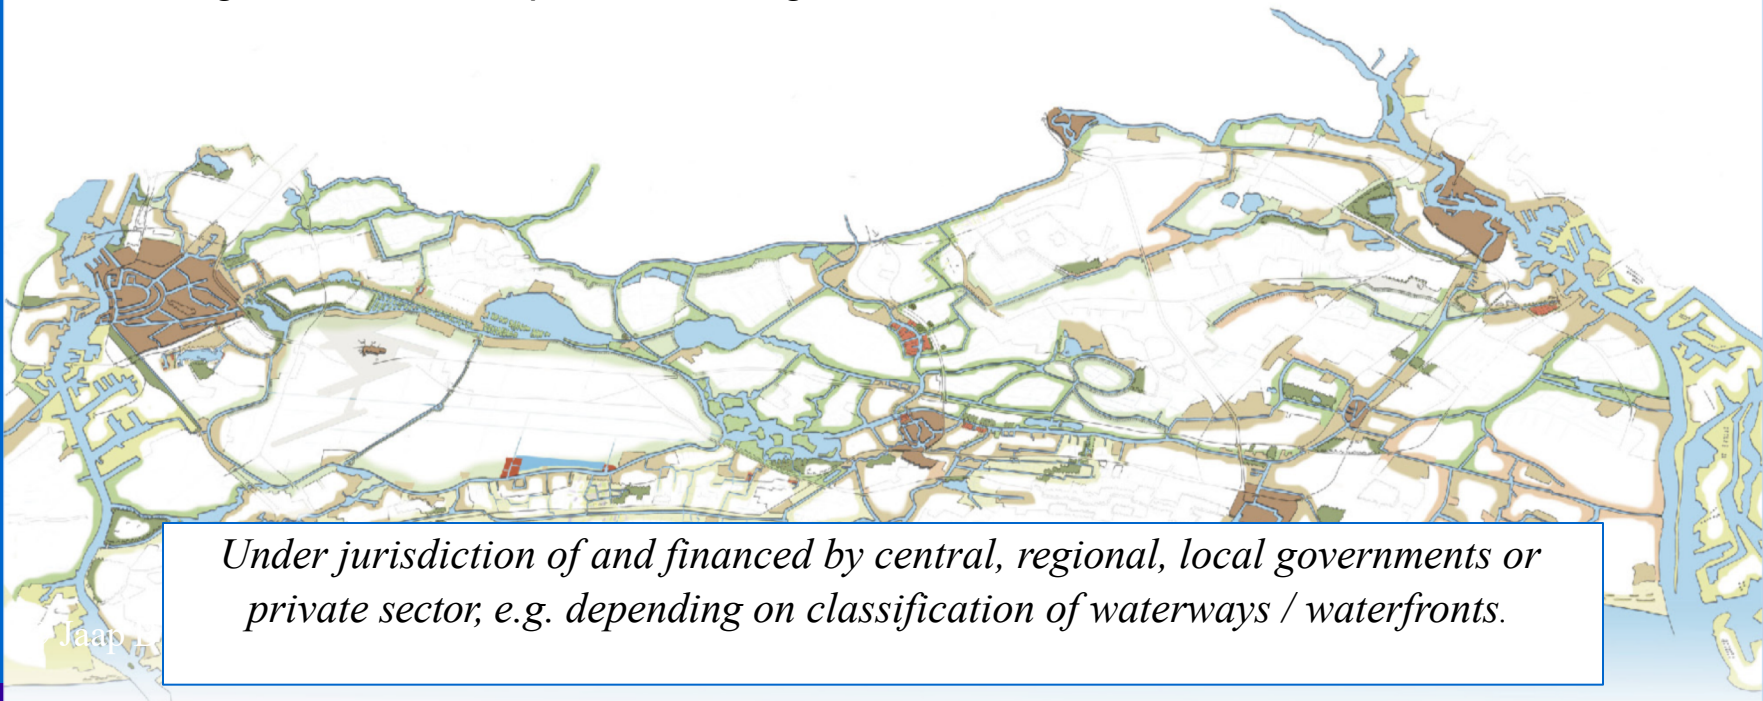 Under jurisdiction of and financed by central, regional, local governments or
private sector, e.g. depending on classification of waterways / waterfronts.
Jaap